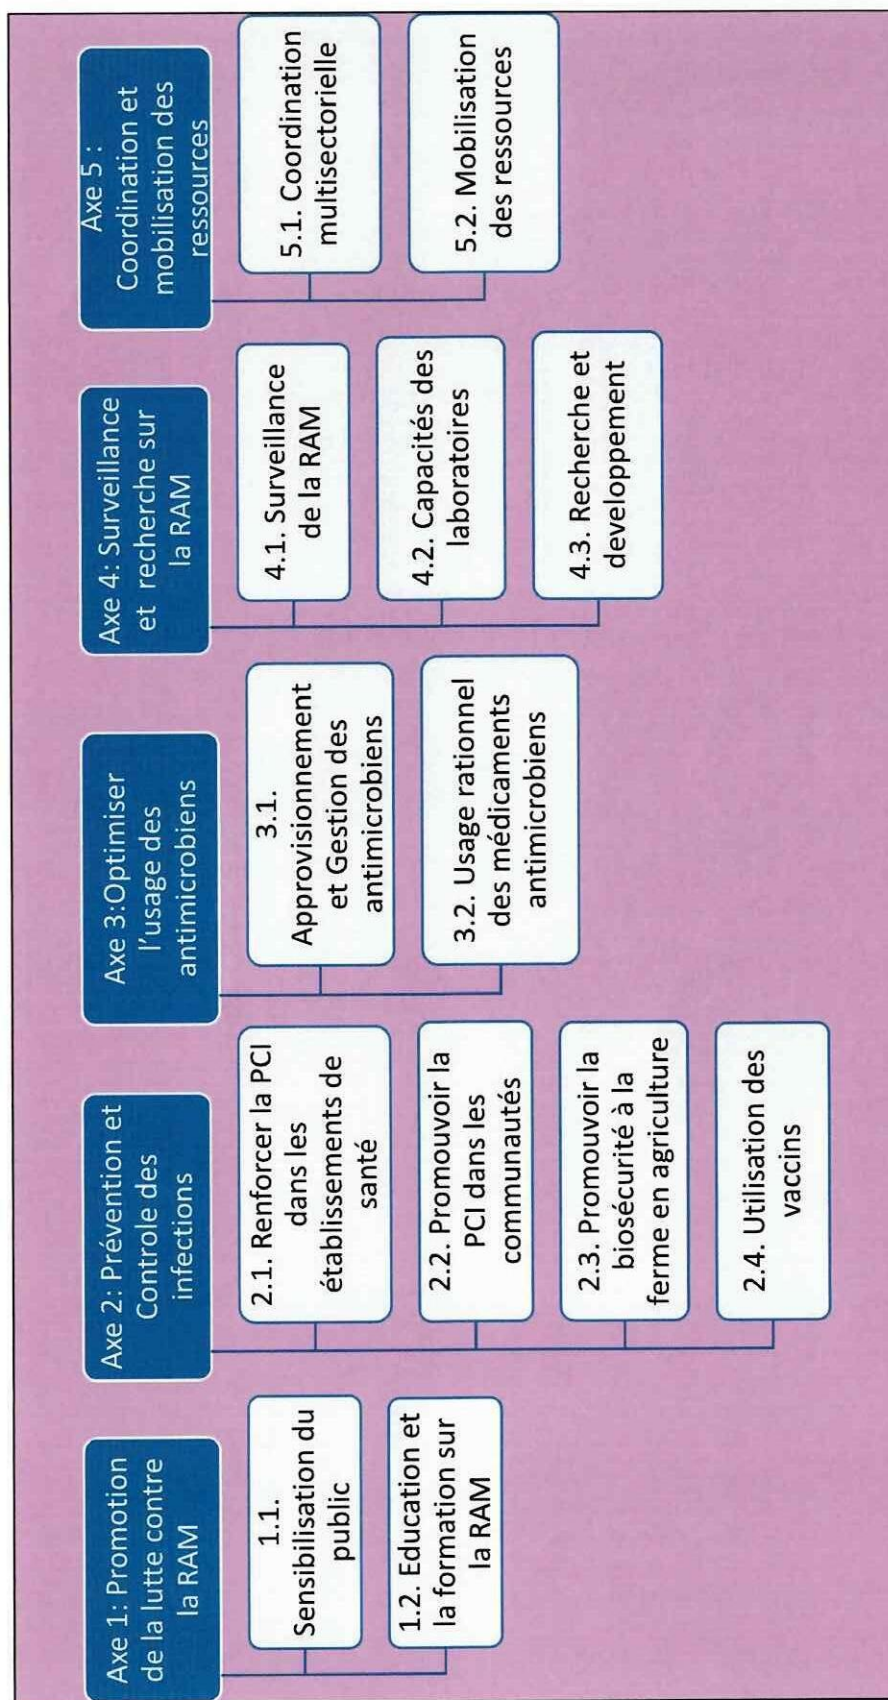 Axe 1: Promotion
de la lutte contre
la RAM
1.1.
Sensibilisation du
public
1.2. Education et
la formation sur
la RAM
Axe 2: Prévention et
Controle des
infections
2.1. Renforcer la PCI
dans les
établissements de
santé
2.2. Promouvoir la
PCI dans les
communautés
2.3. Promouvoir la
biosécurité à la
ferme en agriculture
2.4. Utilisation des
vaccins
Axe 3:Optimiser
l'usage des
antimicrobiens
3.1.
Approvisionnement
et Gestion des
antimicrobiens
3.2. Usage rationnel
des médicaments
antimicrobiens
Axe 4: Surveillance
et recherche sur
la RAM
4.1. Surveillance
de la RAM
4.2. Capacités des
laboratoires
4.3. Recherche et
developpement
Axe 5 :
Coordination et
mobilisation des
ressources
5.1. Coordination
multisectorielle
5.2. Mobilisation
des ressources